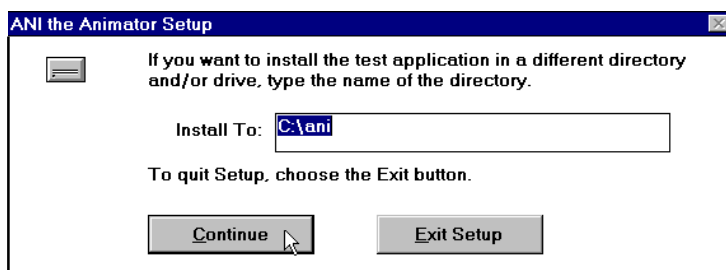 ANI the Animator Setup
If you want to install the test application in a different directory
and/or drive, type the name of the directory.
Install To: C:\ani
To quit Setup, choose the Exit button.
Continue Exit Setup